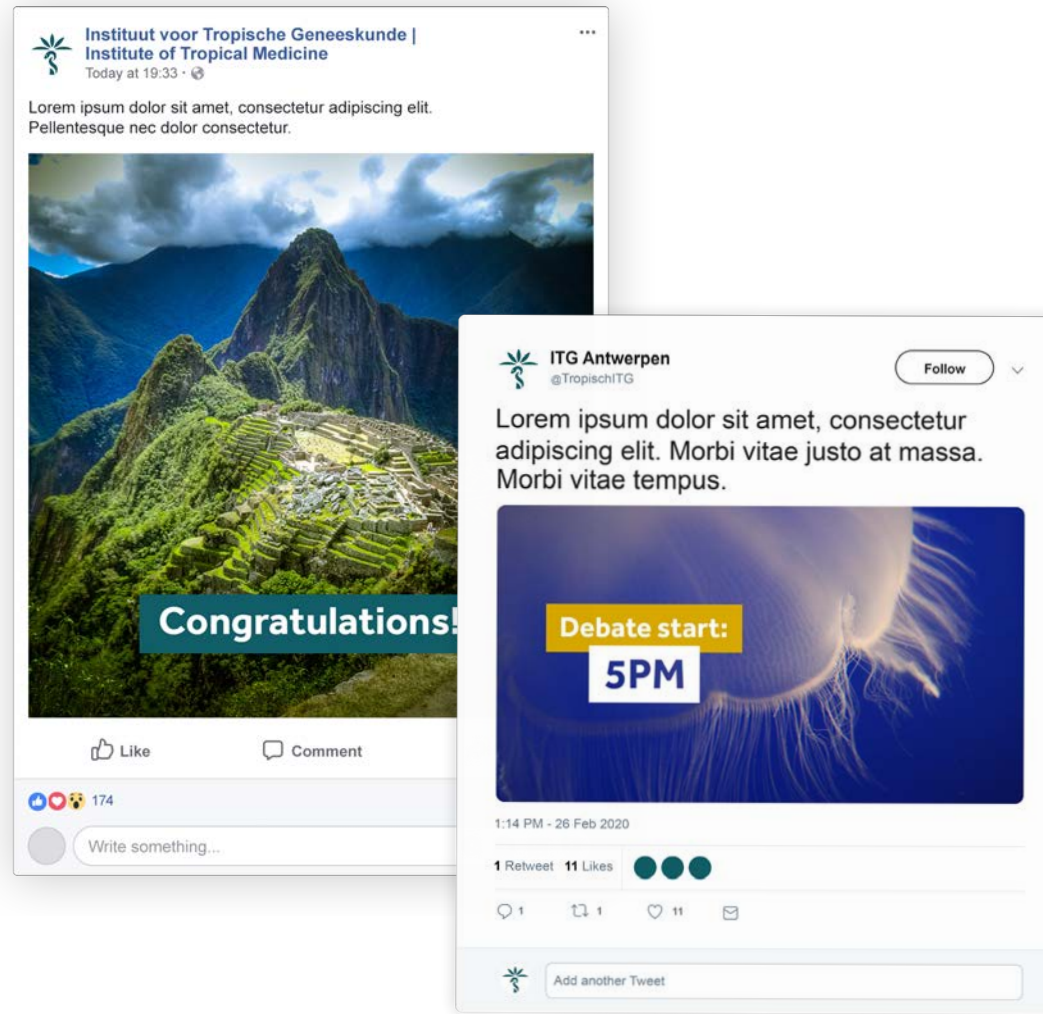 Instituut voor Tropische Geneeskunde |
Institute of Tropical Medicine
Today at 19:33 ·
Lorem ipsum dolor sit amet, consectetur adipiscing elit.
Pellentesque nec dolor consectetur.
Congratulations!
Like
Comment
174
Write something...
ITG Antwerpen
@TropischITG
Follow
Lorem ipsum dolor sit amet, consectetur
adipiscing elit. Morbi vitae justo at massa.
Morbi vitae tempus.
Debate start:
5PM
1:14 PM - 26 Feb 2020
1 Retweet 11 Likes
1 1 11
Add another Tweet